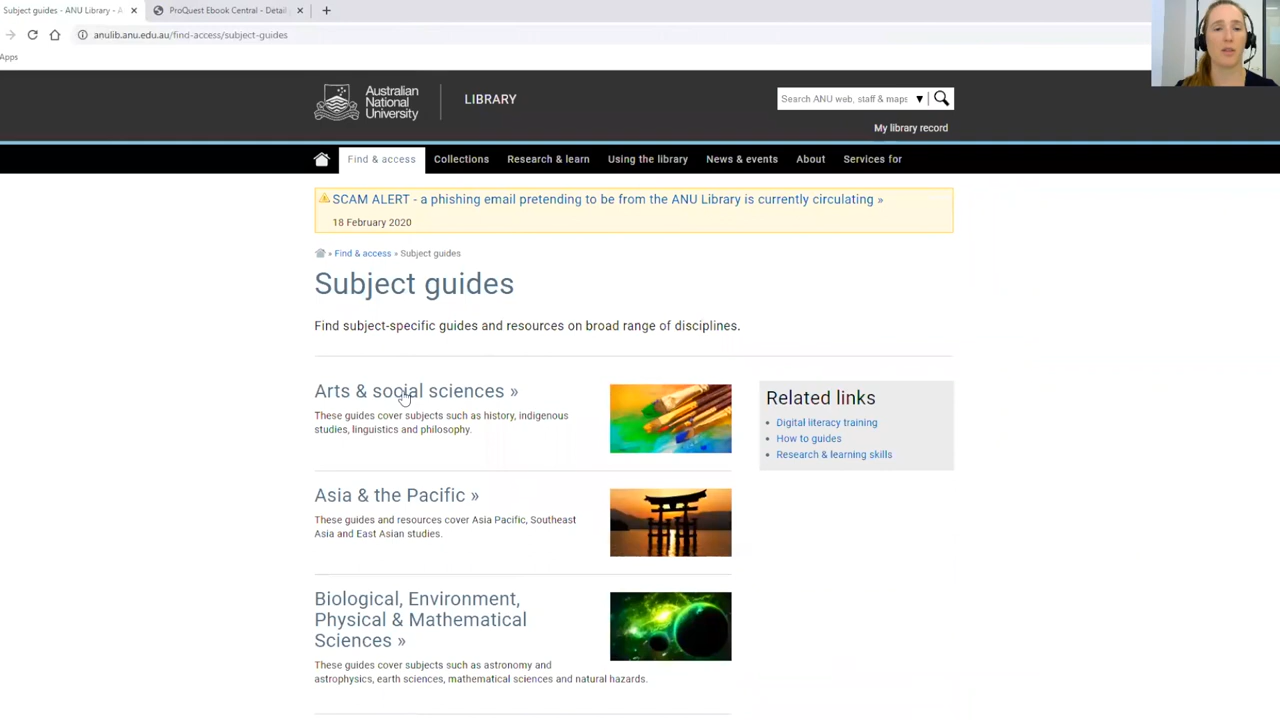 Subject guides - ANU Library - A
ProQuest Ebook Central - Detail
anulib.anu.edu.au/find-access/subject-guides
Apps
Australian
National
University
LIBRARY
Search ANU web, staff & maps
My library record
Find & access
Collections
Research & learn
Using the library
News & events
About
Services for
SCAM ALERT - a phishing email pretending to be from the ANU Library is currently circulating »
18 February 2020
» Find & access » Subject guides
Subject guides
Find subject-specific guides and resources on broad range of disciplines.
Arts & social sciences »
These guides cover subjects such as history, indigenous
studies, linguistics and philosophy.
Related links
Digital literacy training
How to guides
Research & learning skills
Asia & the Pacific »
These guides and resources cover Asia Pacific, Southeast
Asia and East Asian studies.
Biological, Environment,
Physical & Mathematical
Sciences »
These guides cover subjects such as astronomy and
astrophysics, earth sciences, mathematical sciences and natural hazards.